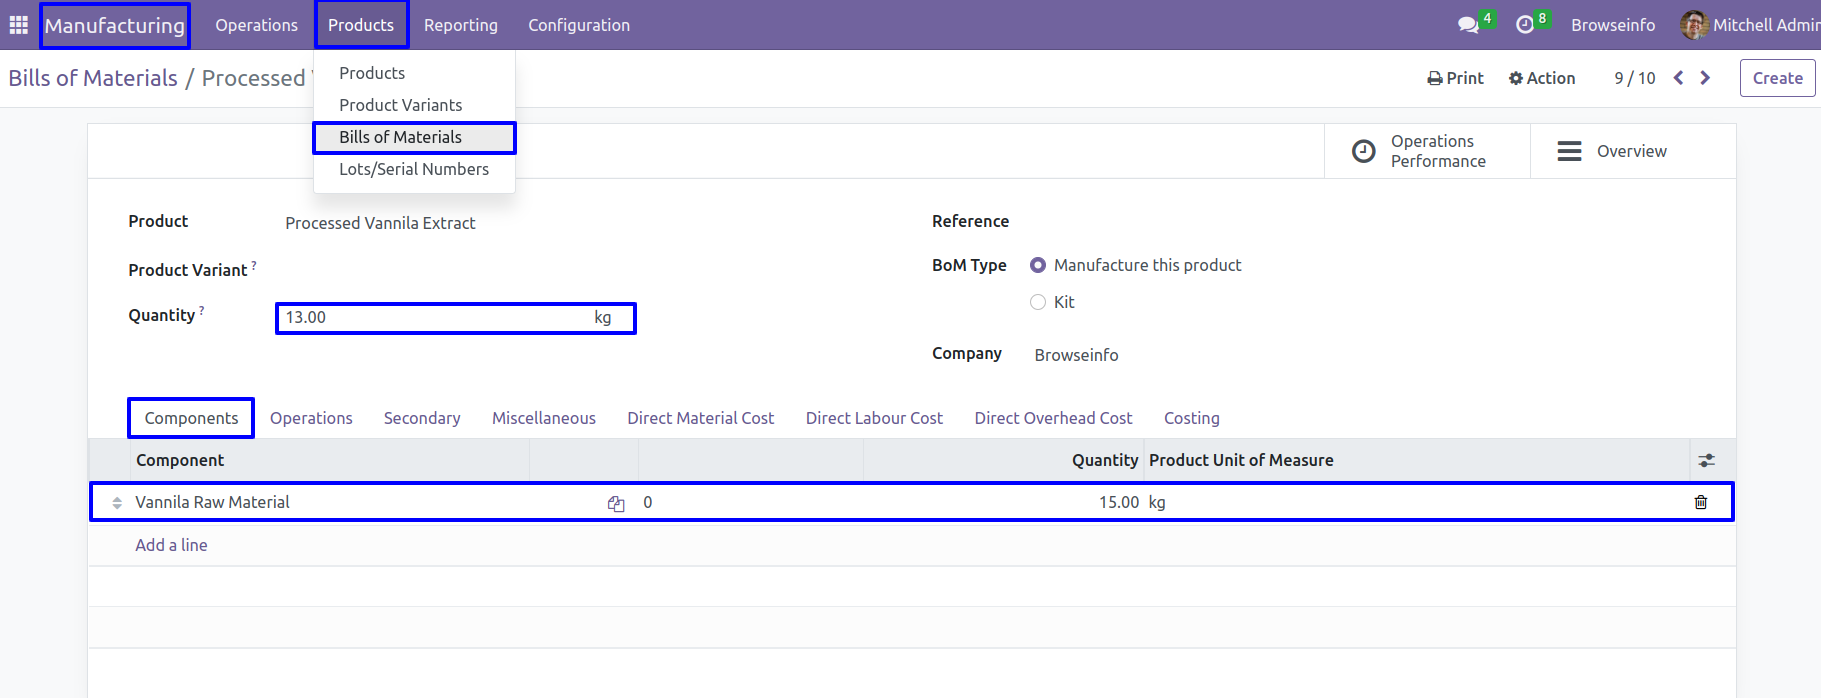 Manufacturing Operations Products Reporting Configuration 4 8 Browseinfo Mitchell Admin
Bills of Materials / Processed Print Action 9 / 10 Create
Products
Product Variants
Bills of Materials
Lots/Serial Numbers
Operations Performance
Overview
Product Processed Vannila Extract
Product Variant ?
Quantity ? 13.00 kg
Reference
BoM Type Manufacture this product
Kit
Company Browseinfo
Components Operations Secondary Miscellaneous Direct Material Cost Direct Labour Cost Direct Overhead Cost Costing
Component Quantity Product Unit of Measure
Vannila Raw Material 0 15.00 kg
Add a line